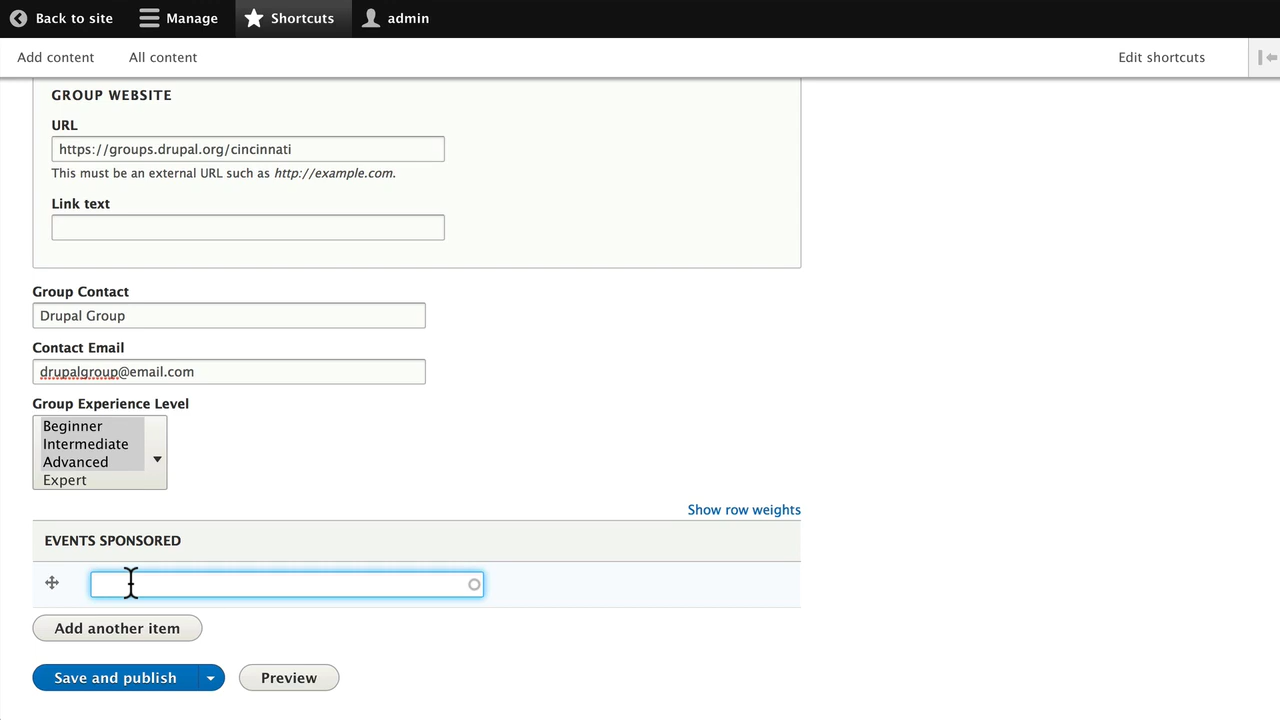 Back to site Manage Shortcuts admin
Add content All content Edit shortcuts
GROUP WEBSITE
URL
https://groups.drupal.org/cincinnati
This must be an external URL such as http://example.com.
Link text
Group Contact
Drupal Group
Contact Email
drupalgroup@email.com
Group Experience Level
Beginner
Intermediate
Advanced
Expert
Show row weights
EVENTS SPONSORED
Add another item
Save and publish Preview